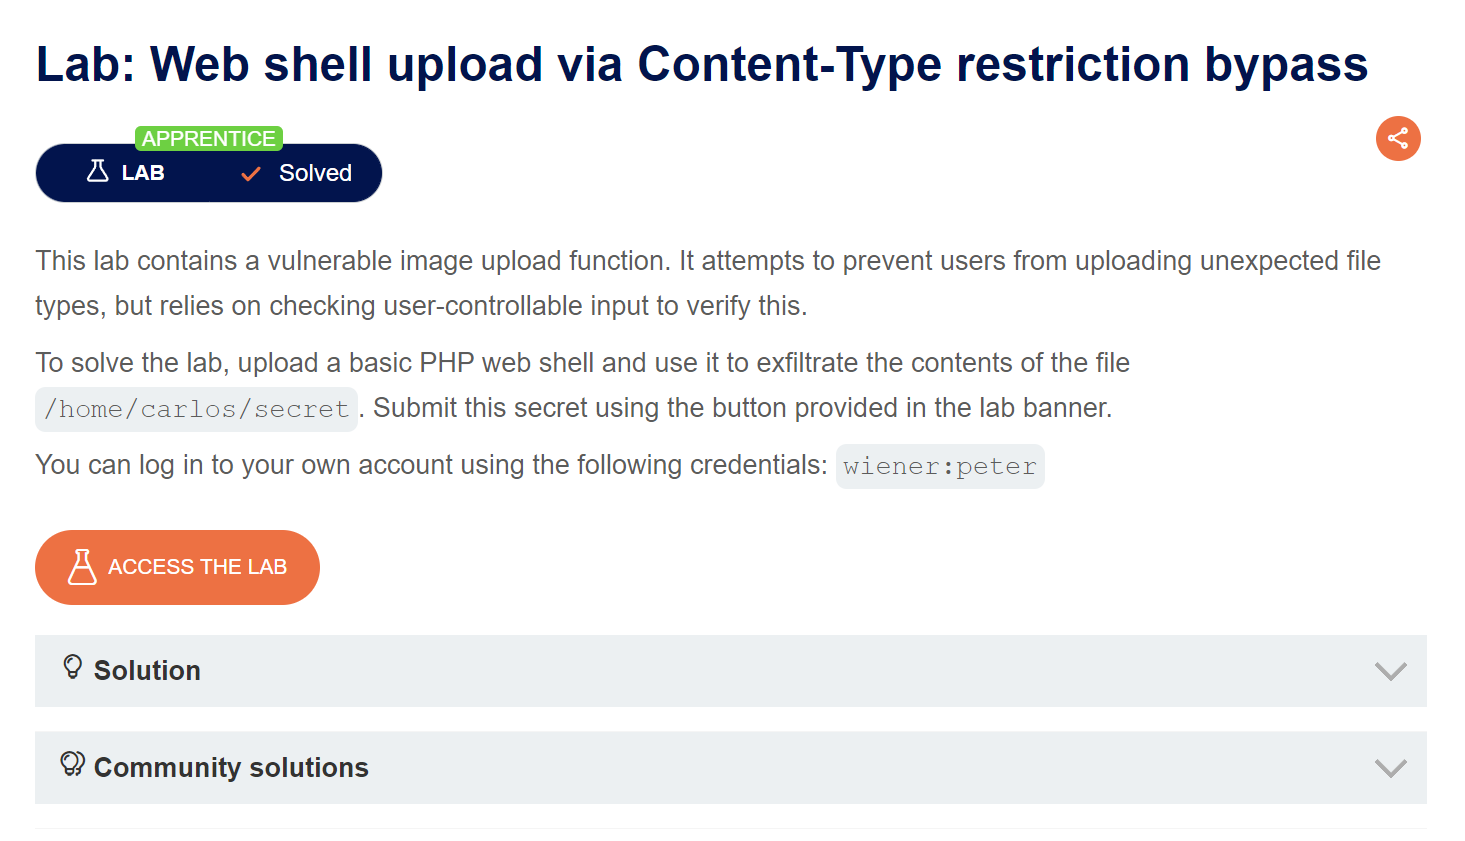 Lab: Web shell upload via Content-Type restriction bypass
APPRENTICE
LAB Solved
This lab contains a vulnerable image upload function. It attempts to prevent users from uploading unexpected file
types, but relies on checking user-controllable input to verify this.
To solve the lab, upload a basic PHP web shell and use it to exfiltrate the contents of the file
/home/carlos/secret. Submit this secret using the button provided in the lab banner.
You can log in to your own account using the following credentials: wiener:peter
ACCESS THE LAB
Solution
Community solutions